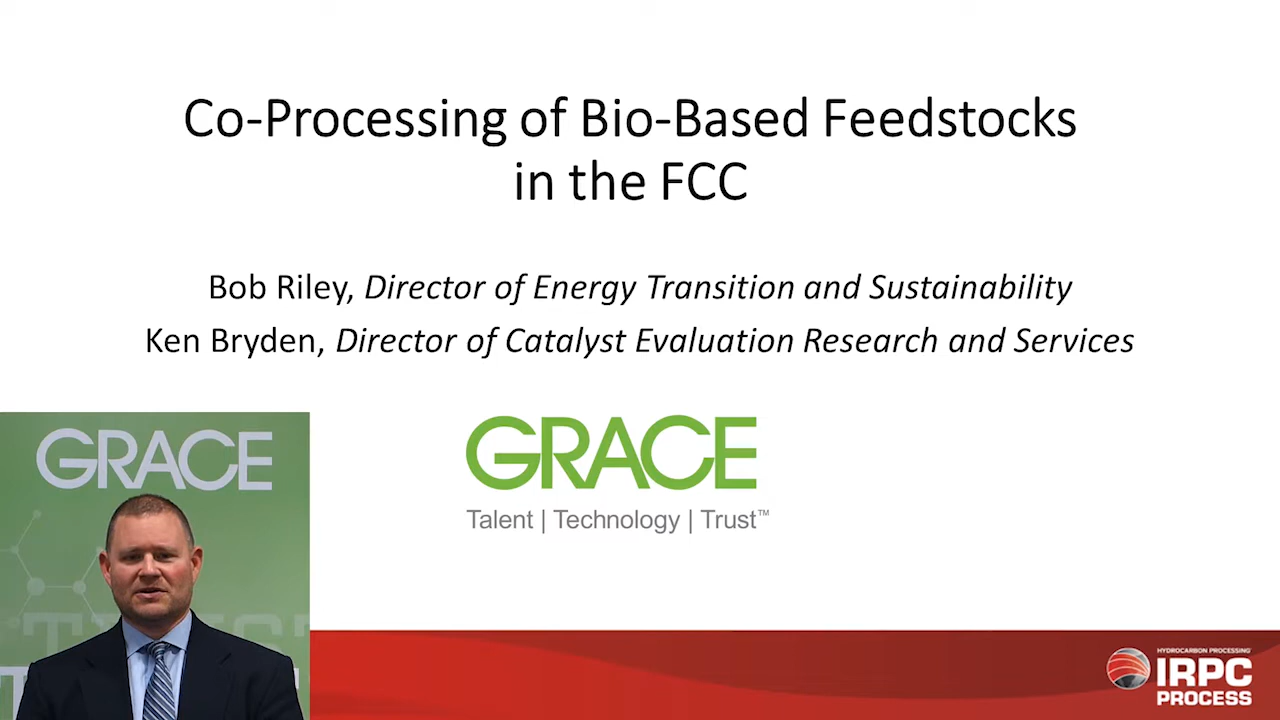 Co-Processing of Bio-Based Feedstocks
in the FCC
Bob Riley, Director of Energy Transition and Sustainability
Ken Bryden, Director of Catalyst Evaluation Research and Services
GRACE
GRACE
Talent | Technology | Trust™
HYDROCARBON PROCESSING®
IRPC
PROCESS